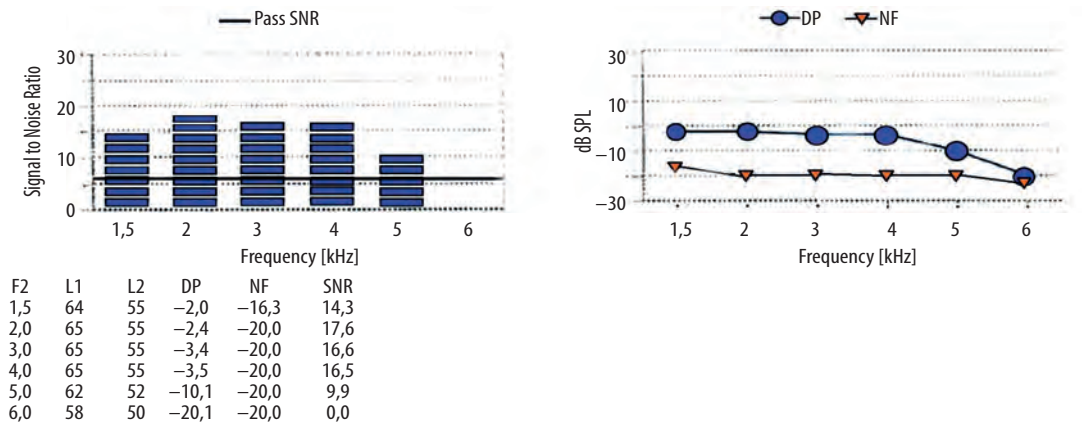 Pass SNR
30
20
10
0
Signal to Noise Ratio
1,5 2 3 4 5 6
Frequency [kHz]
DP NF
30
10
−10
−30
dB SPL
1,5 2 3 4 5 6
Frequency [kHz]
F2 L1 L2 DP NF SNR
1,5 64 55 −2,0 −16,3 14,3
2,0 65 55 −2,4 −20,0 17,6
3,0 65 55 −3,4 −20,0 16,6
4,0 65 55 −3,5 −20,0 16,5
5,0 62 52 −10,1 −20,0 9,9
6,0 58 50 −20,1 −20,0 0,0